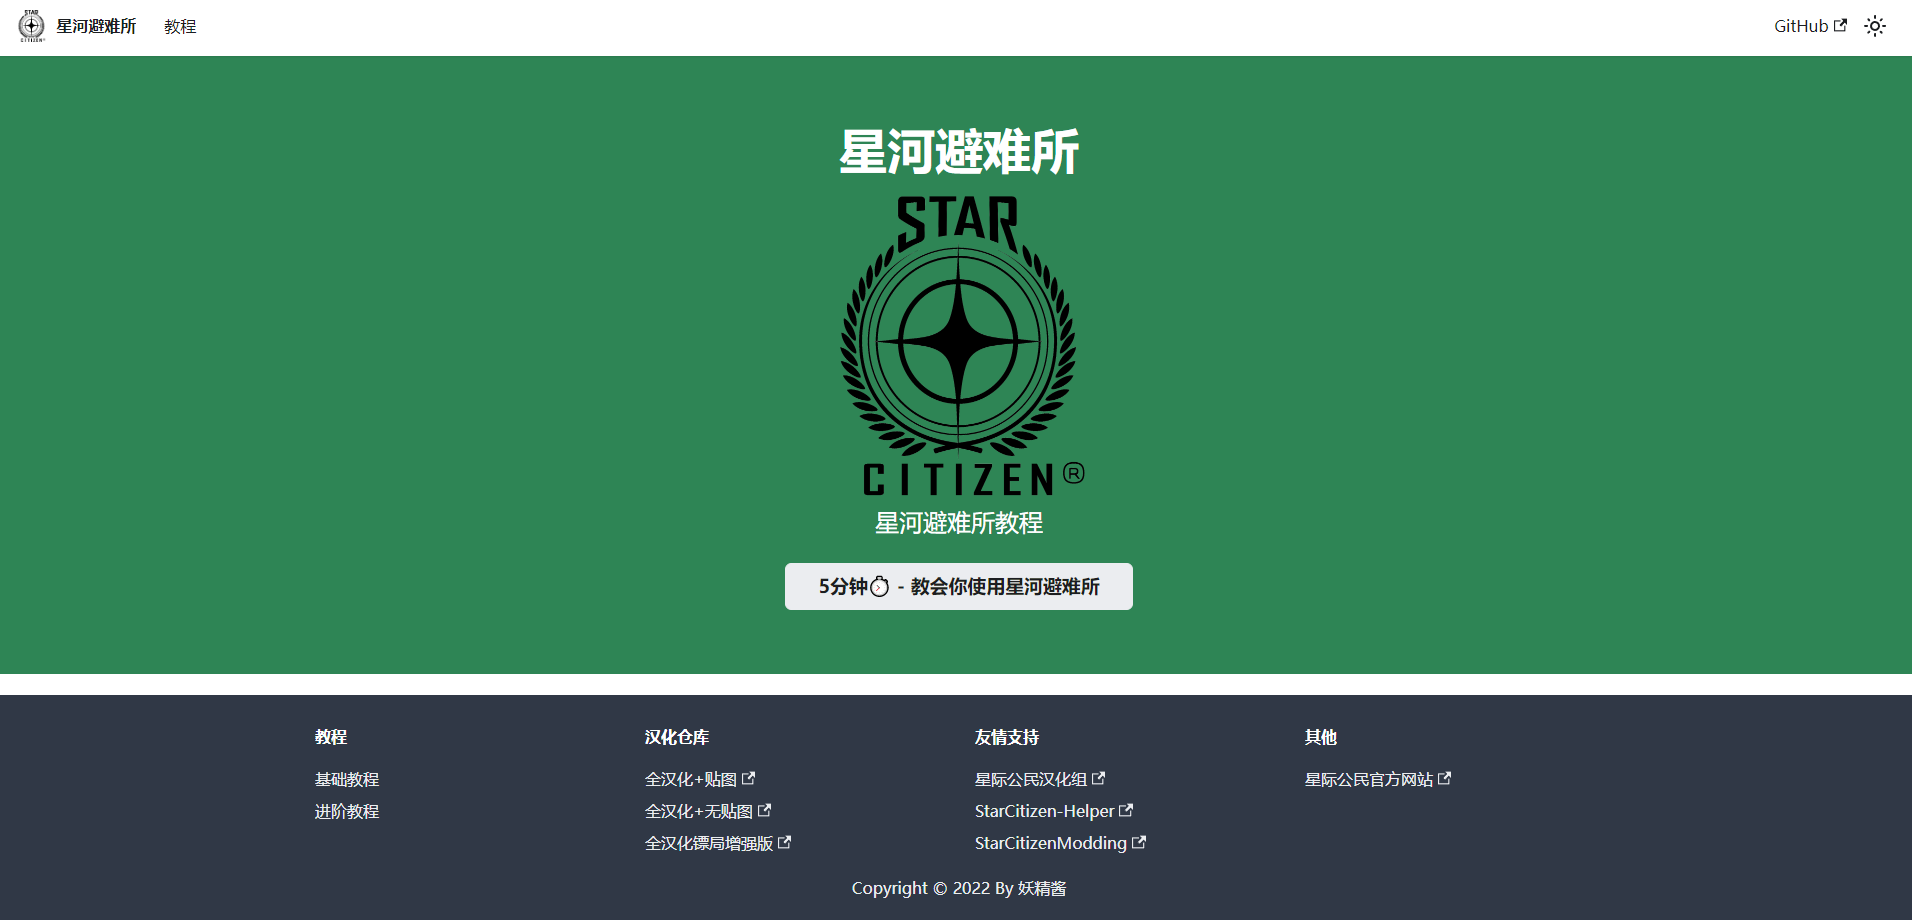 星河避难所
教程
GitHub
星河避难所
STAR
CITIZEN®
星河避难所教程
5分钟⏱️ - 教会你使用星河避难所
教程
基础教程
进阶教程
汉化仓库
全汉化+贴图
全汉化+无贴图
全汉化镖局增强版
友情支持
星际公民汉化组
StarCitizen-Helper
StarCitizenModding
其他
星际公民官方网站
Copyright © 2022 By 妖精酱